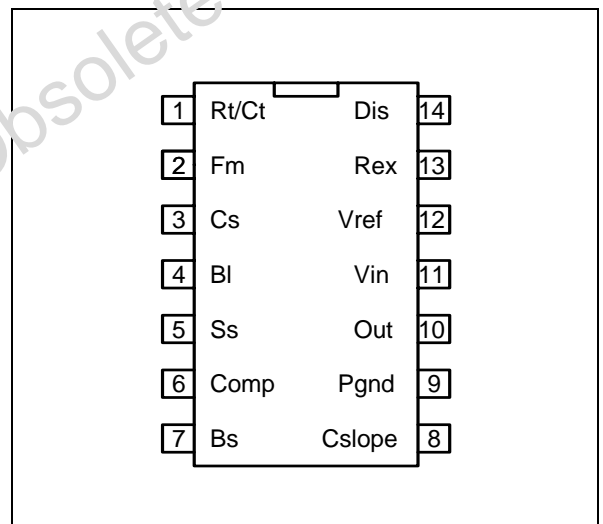 Obsolete
1 Rt/Ct Dis 14
2 Fm Rex 13
3 Cs Vref 12
4 Bl Vin 11
5 Ss Out 10
6 Comp Pgnd 9
7 Bs Cslope 8